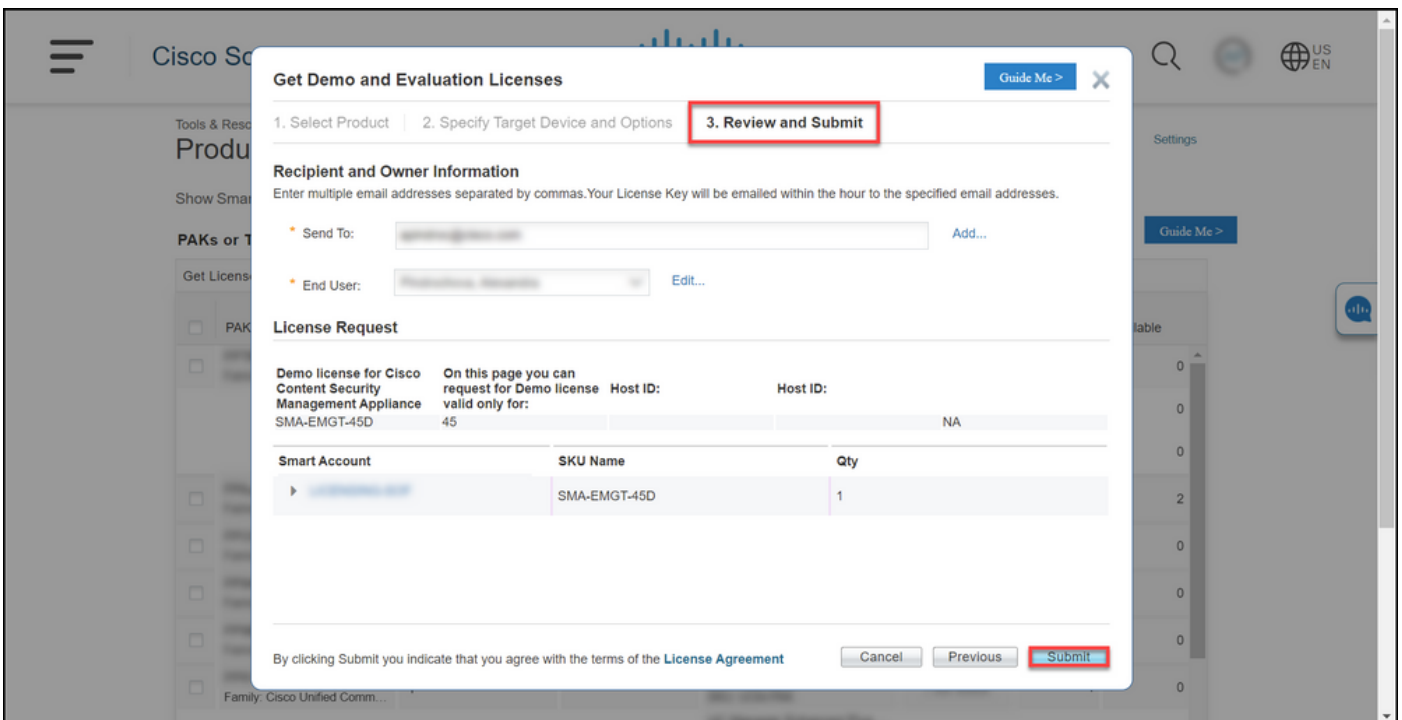 Cisco So
US
EN
Get Demo and Evaluation Licenses
Guide Me >
1. Select Product
2. Specify Target Device and Options
3. Review and Submit
Tools & Reso
Produ
Settings
Recipient and Owner Information
Enter multiple email addresses separated by commas.Your License Key will be emailed within the hour to the specified email addresses.
Show Smar
* Send To:
Add...
PAKs or T
Guide Me >
Get Licens
* End User:
Edit...
PAK
License Request
lable
Demo license for Cisco
Content Security
Management Appliance
On this page you can
request for Demo license
valid only for:
Host ID:
Host ID:
SMA-EMGT-45D
45
NA
0
0
0
Smart Account
SKU Name
Qty
SMA-EMGT-45D
1
2
0
0
0
By clicking Submit you indicate that you agree with the terms of the License Agreement
Cancel
Previous
Submit
0
Family: Cisco Unified Comm...